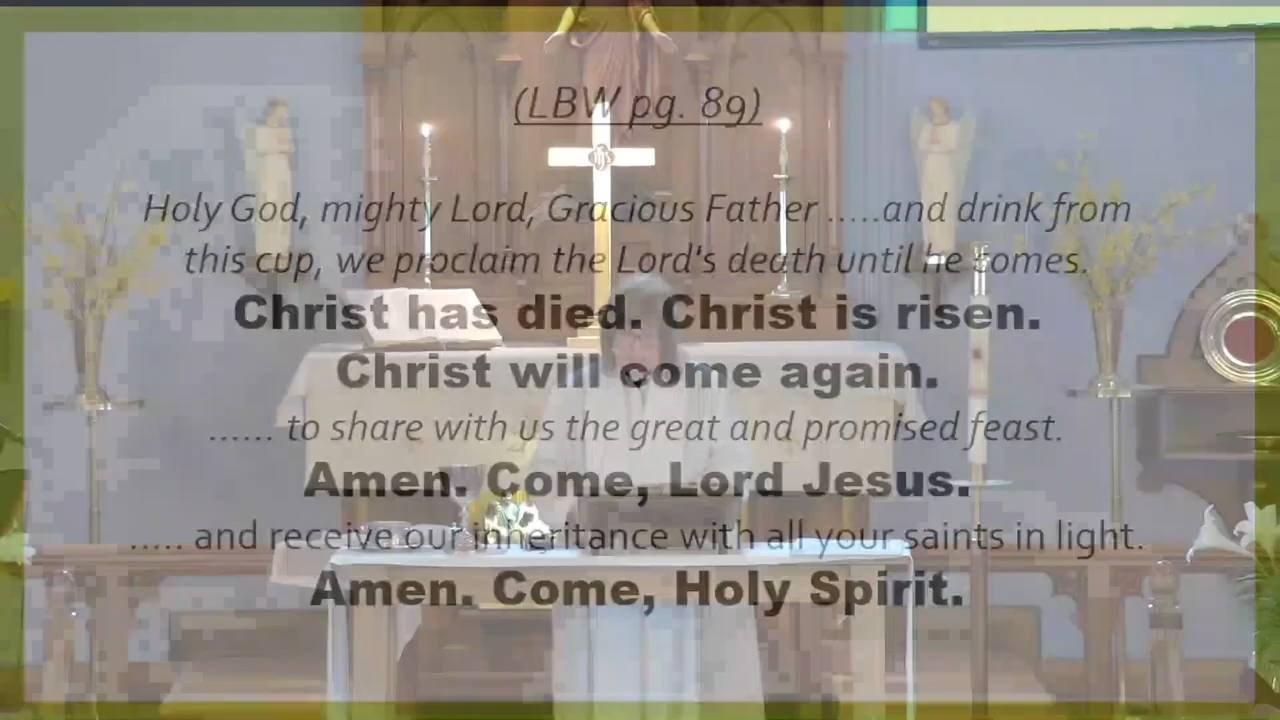 (LBW pg. 89)
Holy God, mighty Lord, Gracious Father .....and drink from
this cup, we proclaim the Lord's death until he comes.
Christ has died. Christ is risen.
Christ will come again.
...... to share with us the great and promised feast.
Amen. Come, Lord Jesus.
..... and receive our inheritance with all your saints in light.
Amen. Come, Holy Spirit.